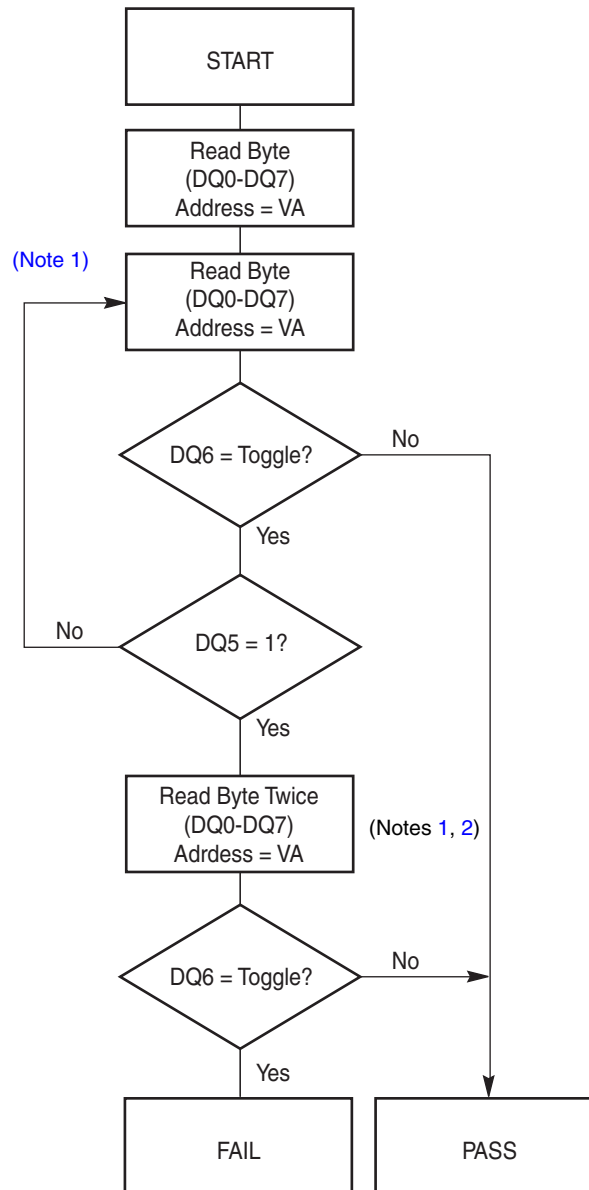 START
Read Byte
(DQ0-DQ7)
Address = VA
(Note 1)
Read Byte
(DQ0-DQ7)
Address = VA
DQ6 = Toggle?
No
Yes
No
DQ5 = 1?
Yes
Read Byte Twice
(DQ0-DQ7)
Adrdess = VA
(Notes 1, 2)
DQ6 = Toggle?
No
Yes
FAIL
PASS